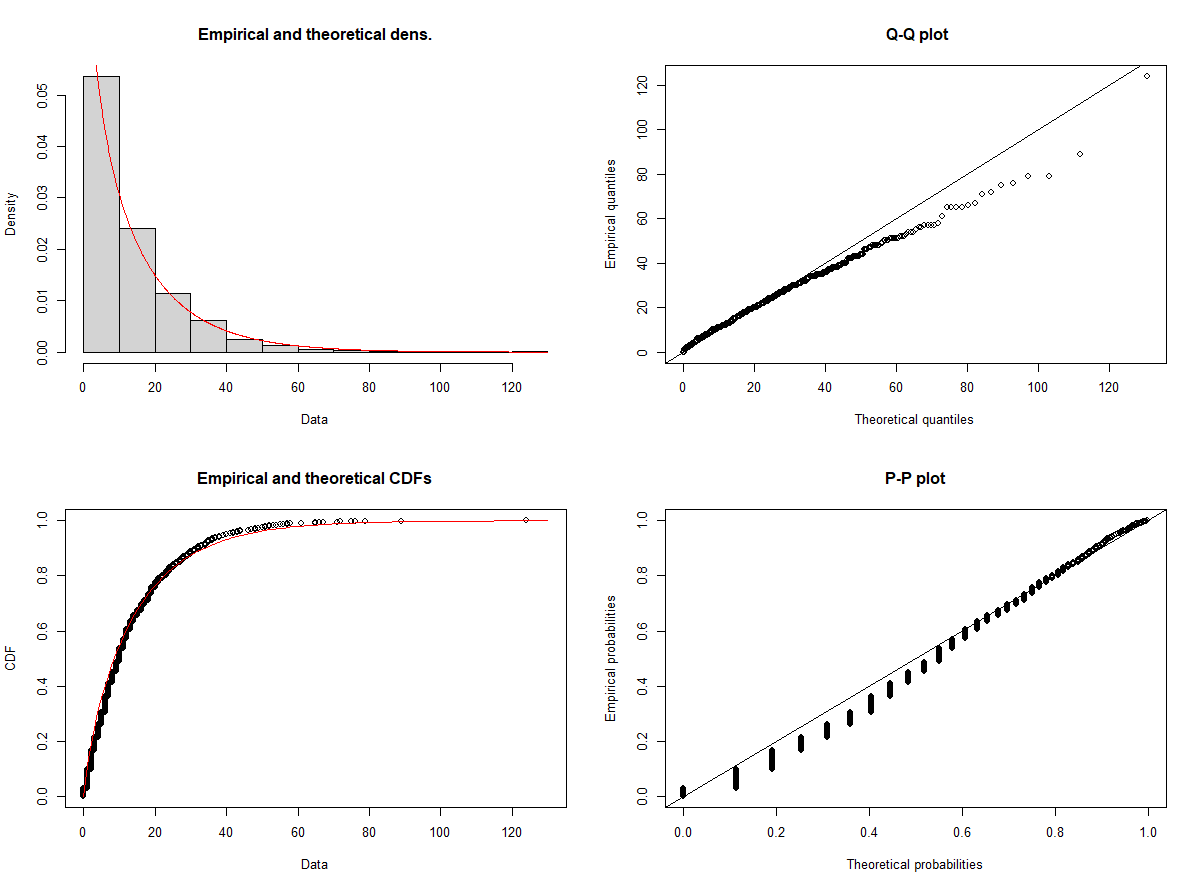 Empirical and theoretical dens.
Density
0.00 0.01 0.02 0.03 0.04 0.05
0 20 40 60 80 100 120
Data
Q-Q plot
Empirical quantiles
0 20 40 60 80 100 120
0 20 40 60 80 100 120
Theoretical quantiles
Empirical and theoretical CDFs
CDF
0.0 0.2 0.4 0.6 0.8 1.0
0 20 40 60 80 100 120
Data
P-P plot
Empirical probabilities
0.0 0.2 0.4 0.6 0.8 1.0
0.0 0.2 0.4 0.6 0.8 1.0
Theoretical probabilities